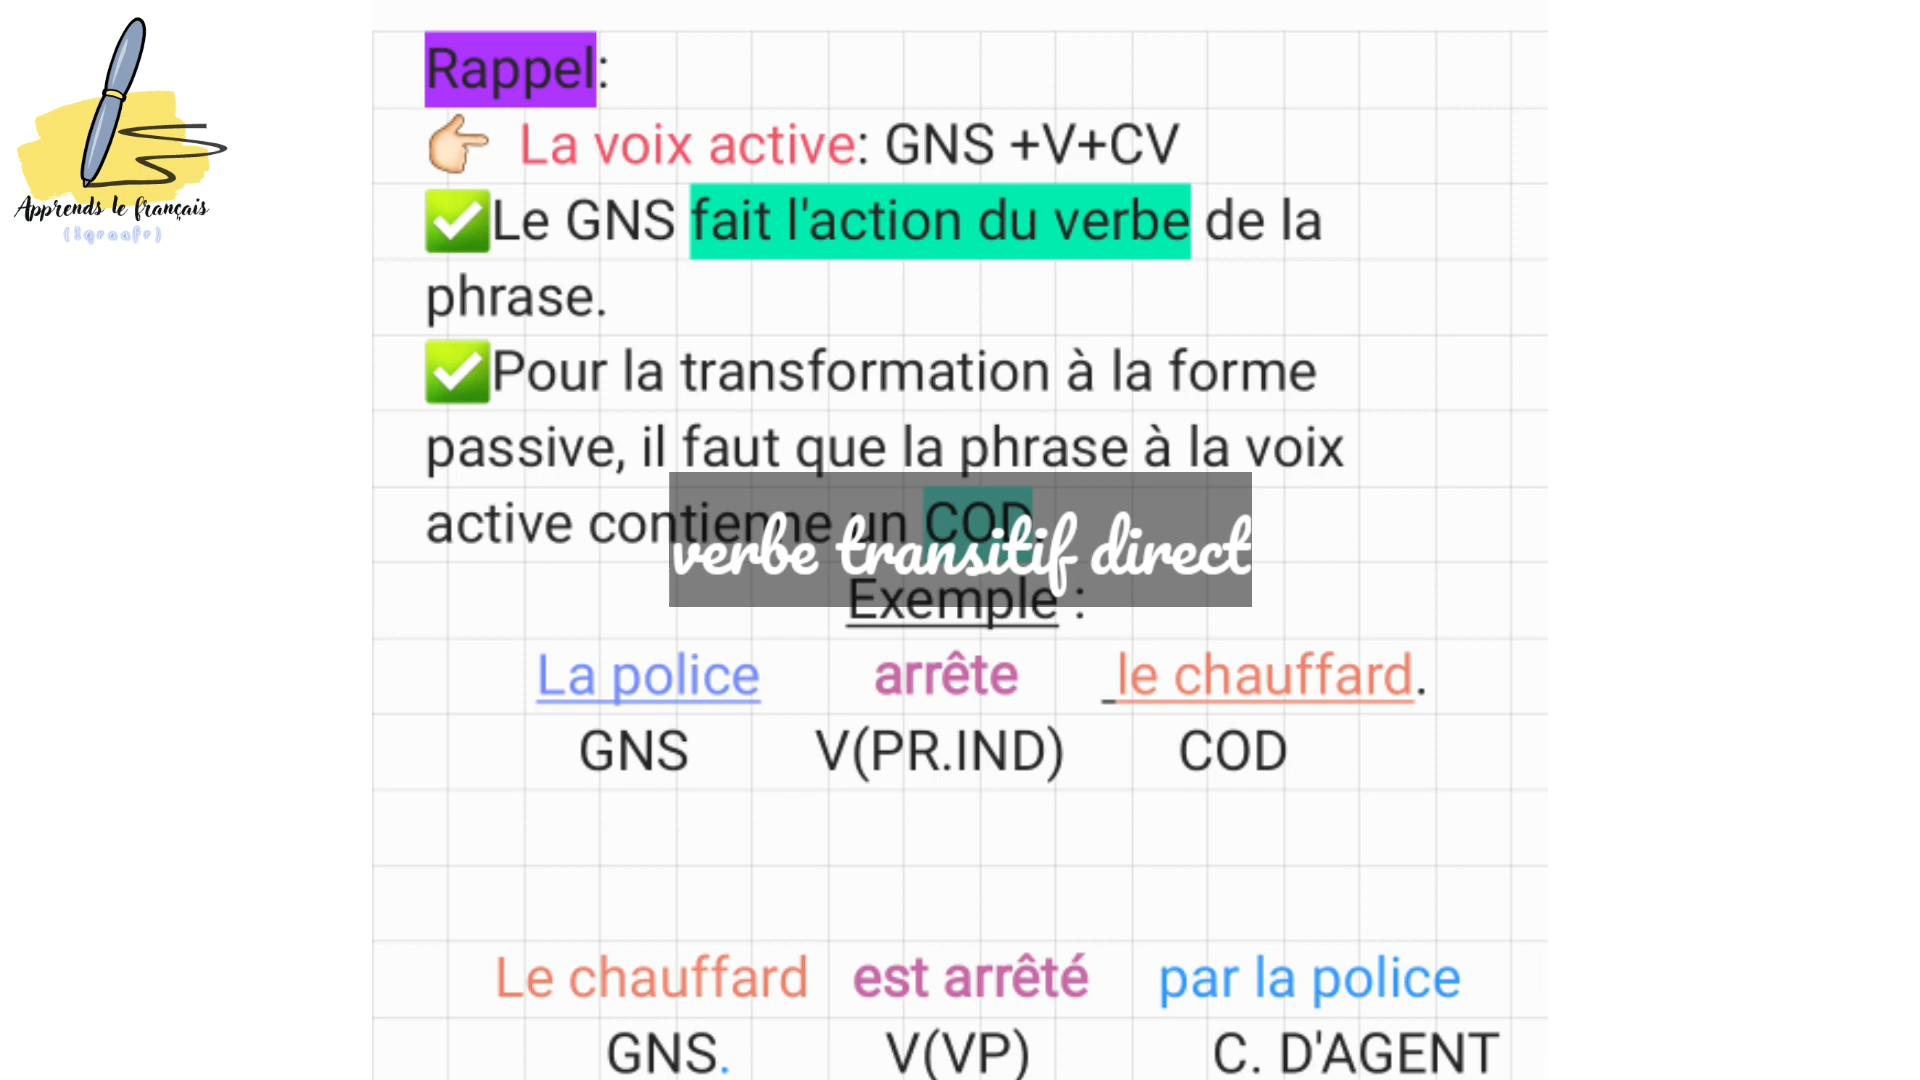 Apprends le français
(Iqraafr)
Rappel:
👉🏻 La voix active: GNS +V+CV
✅Le GNS fait l'action du verbe de la
phrase.
✅Pour la transformation à la forme
passive, il faut que la phrase à la voix
active contienne un COD.
verbe transitif direct
Exemple :
La police arrête le chauffard.
GNS V(PR.IND) COD
Le chauffard est arrêté par la police
GNS. V(VP) C. D'AGENT